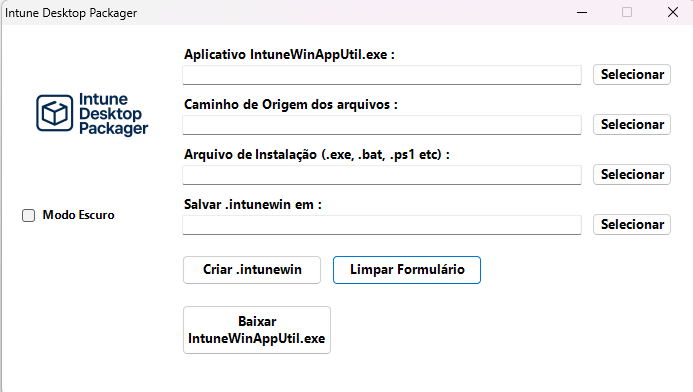 Intune Desktop Packager
Intune
Desktop
Packager
Modo Escuro
Aplicativo IntuneWinAppUtil.exe :
Selecionar
Caminho de Origem dos arquivos :
Selecionar
Arquivo de Instalação (.exe, .bat, .ps1 etc) :
Selecionar
Salvar .intunewin em :
Selecionar
Criar .intunewin
Limpar Formulário
Baixar
IntuneWinAppUtil.exe